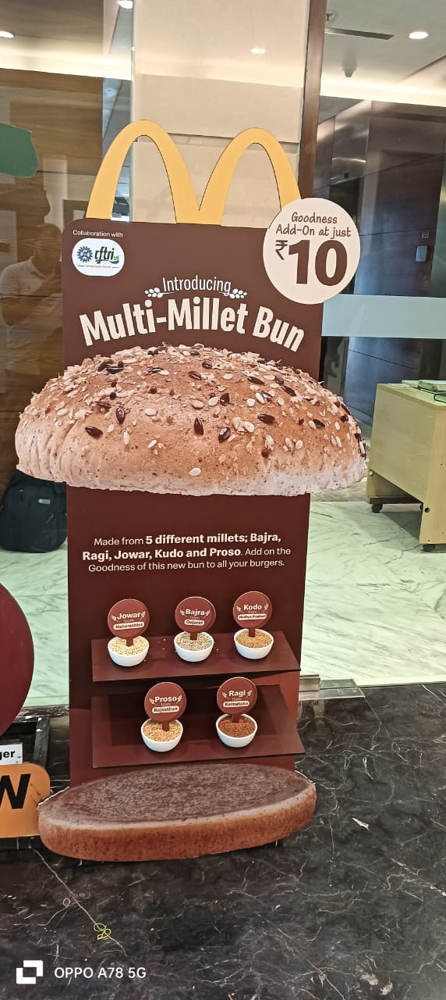 Collaboration with
cftri
Introducing
Multi-Millet Bun
Goodness
Add-On at just
₹10
Made from 5 different millets; Bajra,
Ragi, Jowar, Kudo and Proso. Add on the
Goodness of this new bun to all your burgers.
Jowar
from
Maharashtra
Bajra
from
Gujarat
Kodo
from
Madhya Pradesh
Proso
from
Rajasthan
Ragi
from
Karnataka
ger
W
OPPO A78 5G